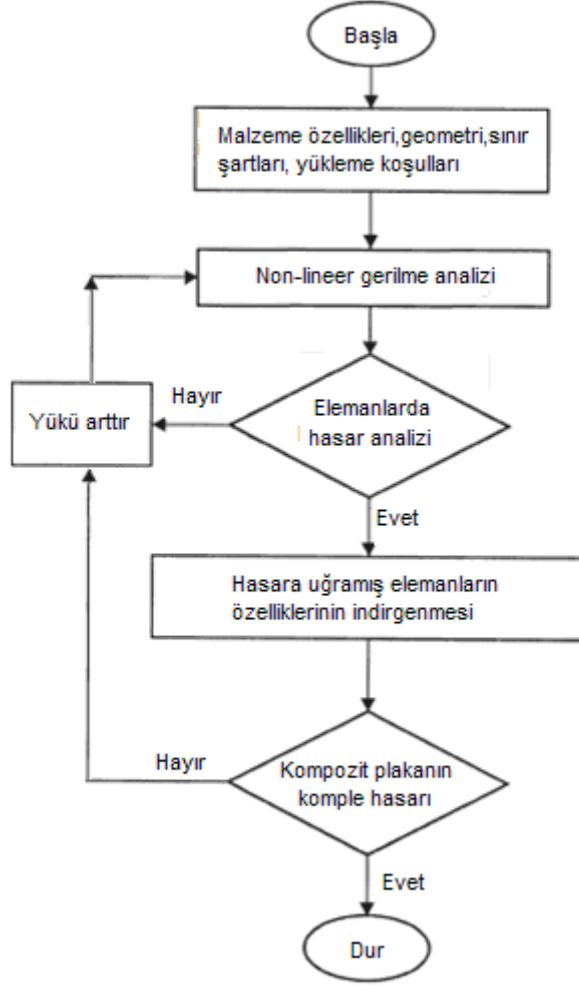 Başla
Malzeme özellikleri,geometri,sınır
şartları, yükleme koşulları
Non-lineer gerilme analizi
Elemanlarda
hasar analizi
Hayır
Yükü arttır
Evet
Hasara uğramış elemanların
özelliklerinin indirgenmesi
Kompozit plakanın
komple hasarı
Hayır
Evet
Dur